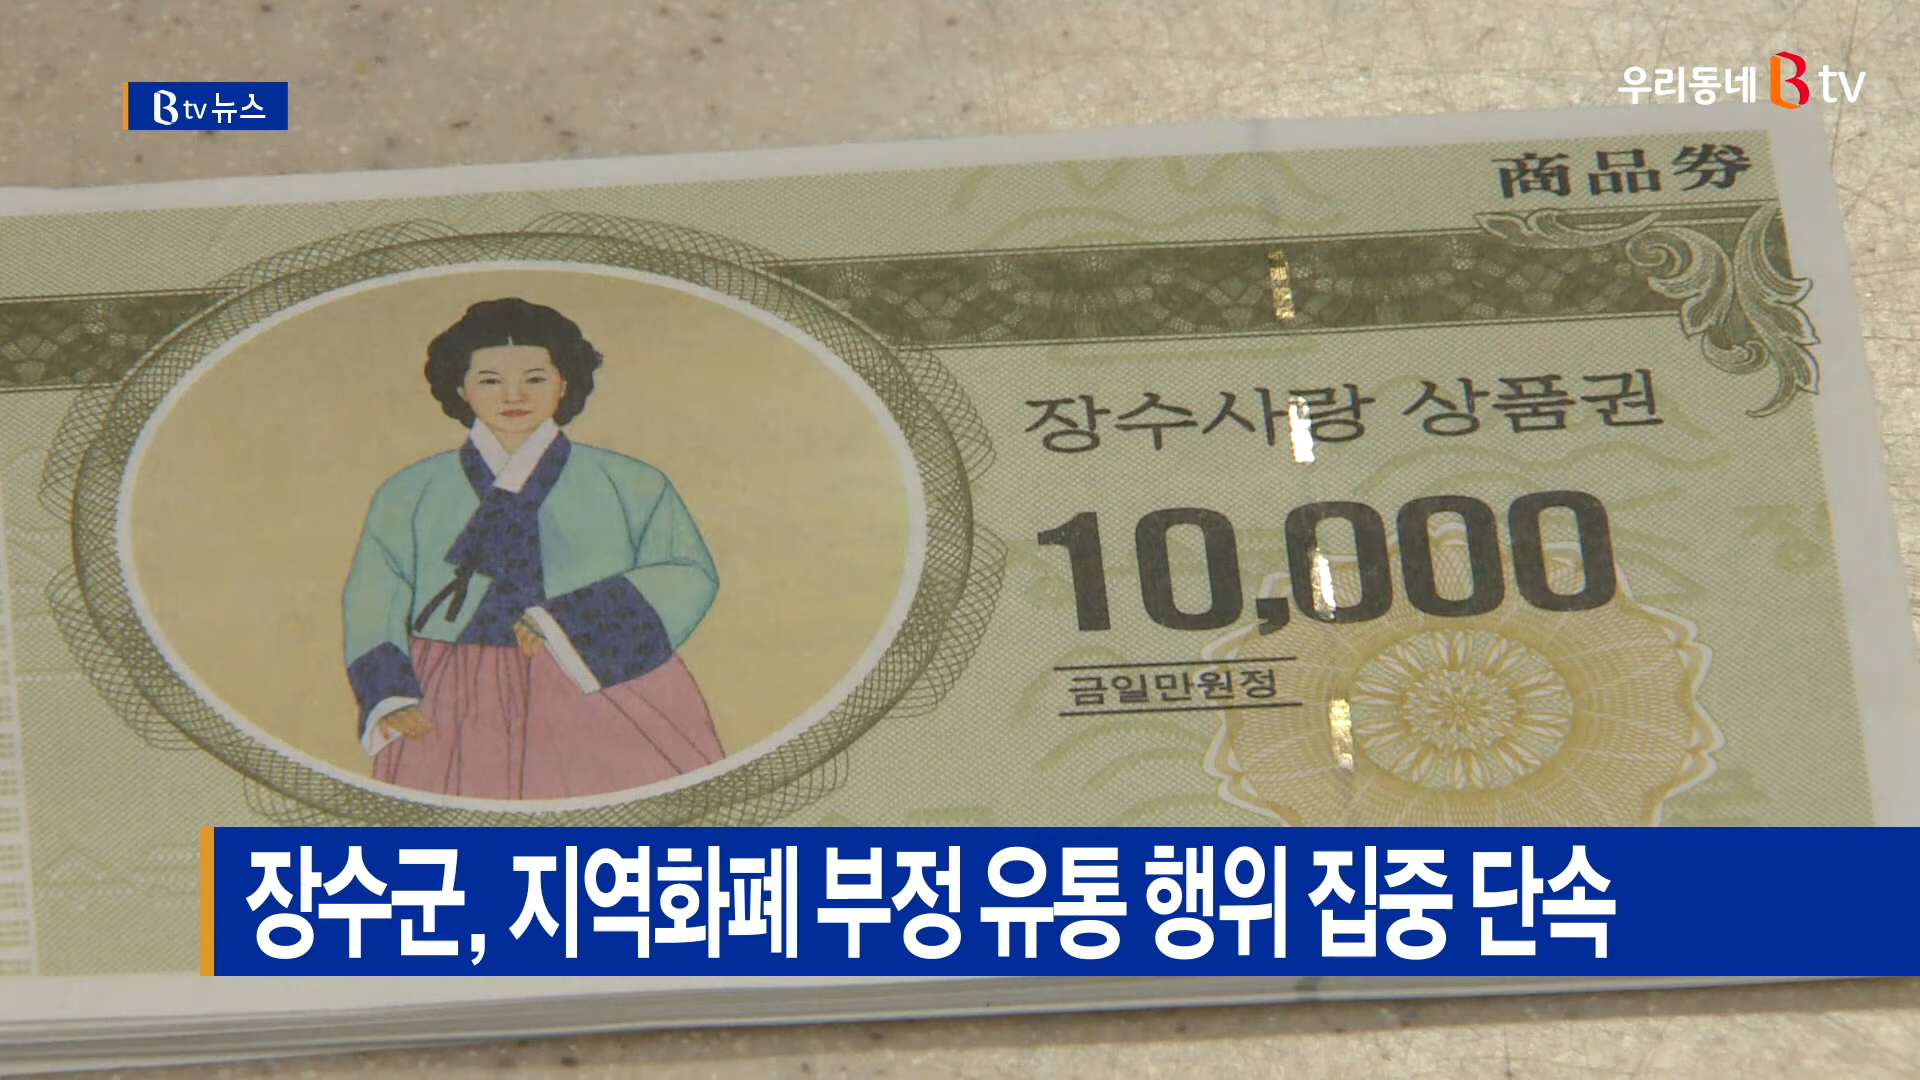 B tv 뉴스
우리동네 B tv
商品券
장수사랑 상품권
10,000
금일만원정
장수군, 지역화폐 부정 유통 행위 집중 단속